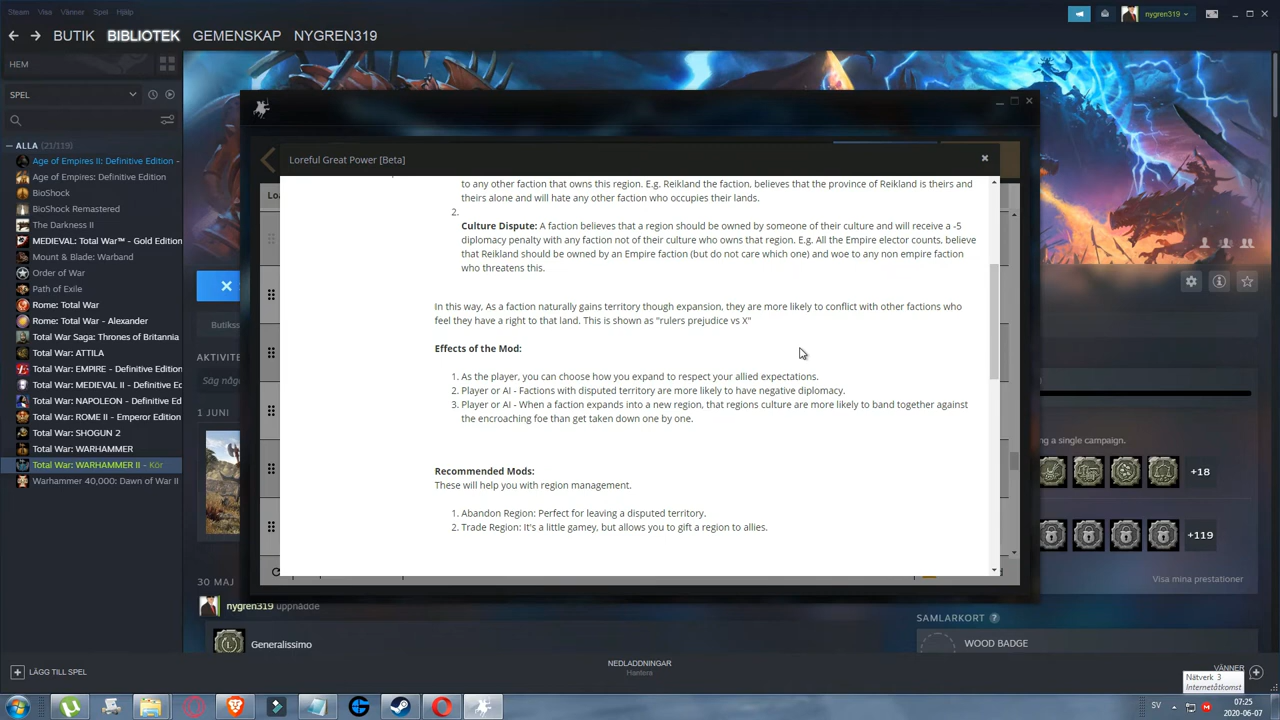 Steam Visa Vänner Spel Hjälp
nygren319
BUTIK BIBLIOTEK GEMENSKAP NYGREN319
HEM
SPEL
ALLA (21/119)
Age of Empires II: Definitive Edition -
Age of Empires: Definitive Edition
BioShock
BioShock Remastered
The Darkness II
MEDIEVAL: Total War™ - Gold Edition
Mount & Blade: Warband
Order of War
Path of Exile
Rome: Total War
Rome: Total War - Alexander
Total War Saga: Thrones of Britannia
Total War: ATTILA
Total War: EMPIRE - Definitive Edition
Total War: MEDIEVAL II - Definitive Ed
Total War: NAPOLEON - Definitive Edit
Total War: ROME II - Emperor Edition
Total War: SHOGUN 2
Total War: WARHAMMER
Total War: WARHAMMER II - Kör
Warhammer 40,000: Dawn of War II
Butikss
AKTIVITE
Säg någ
1 JUNI
30 MAJ
nygren319 uppnådde
Generalissimo
Loreful Great Power [Beta]
Loa
to any other faction that owns this region. E.g. Reikland the faction, believes that the province of Reikland is theirs and
theirs alone and will hate any other faction who occupies their lands.
2.
Culture Dispute: A faction believes that a region should be owned by someone of their culture and will receive a -5
diplomacy penalty with any faction not of their culture who owns that region. E.g. All the Empire elector counts, believe
that Reikland should be owned by an Empire faction (but do not care which one) and woe to any non empire faction
who threatens this.
In this way, As a faction naturally gains territory though expansion, they are more likely to conflict with other factions who
feel they have a right to that land. This is shown as "rulers prejudice vs X"
Effects of the Mod:
1. As the player, you can choose how you expand to respect your allied expectations.
2. Player or AI - Factions with disputed territory are more likely to have negative diplomacy.
3. Player or AI - When a faction expands into a new region, that regions culture are more likely to band together against
the encroaching foe than get taken down one by one.
Recommended Mods:
These will help you with region management.
1. Abandon Region: Perfect for leaving a disputed territory.
2. Trade Region: It's a little gamey, but allows you to gift a region to allies.
ng a single campaign.
+18
+119
Visa mina prestationer
SAMLARKORT ?
WOOD BADGE
LÄGG TILL SPEL
NEDLADDNINGAR
Hantera
VÄNNER
Nätverk 3
Internetåtkomst
SV
07:25
2020-06-07